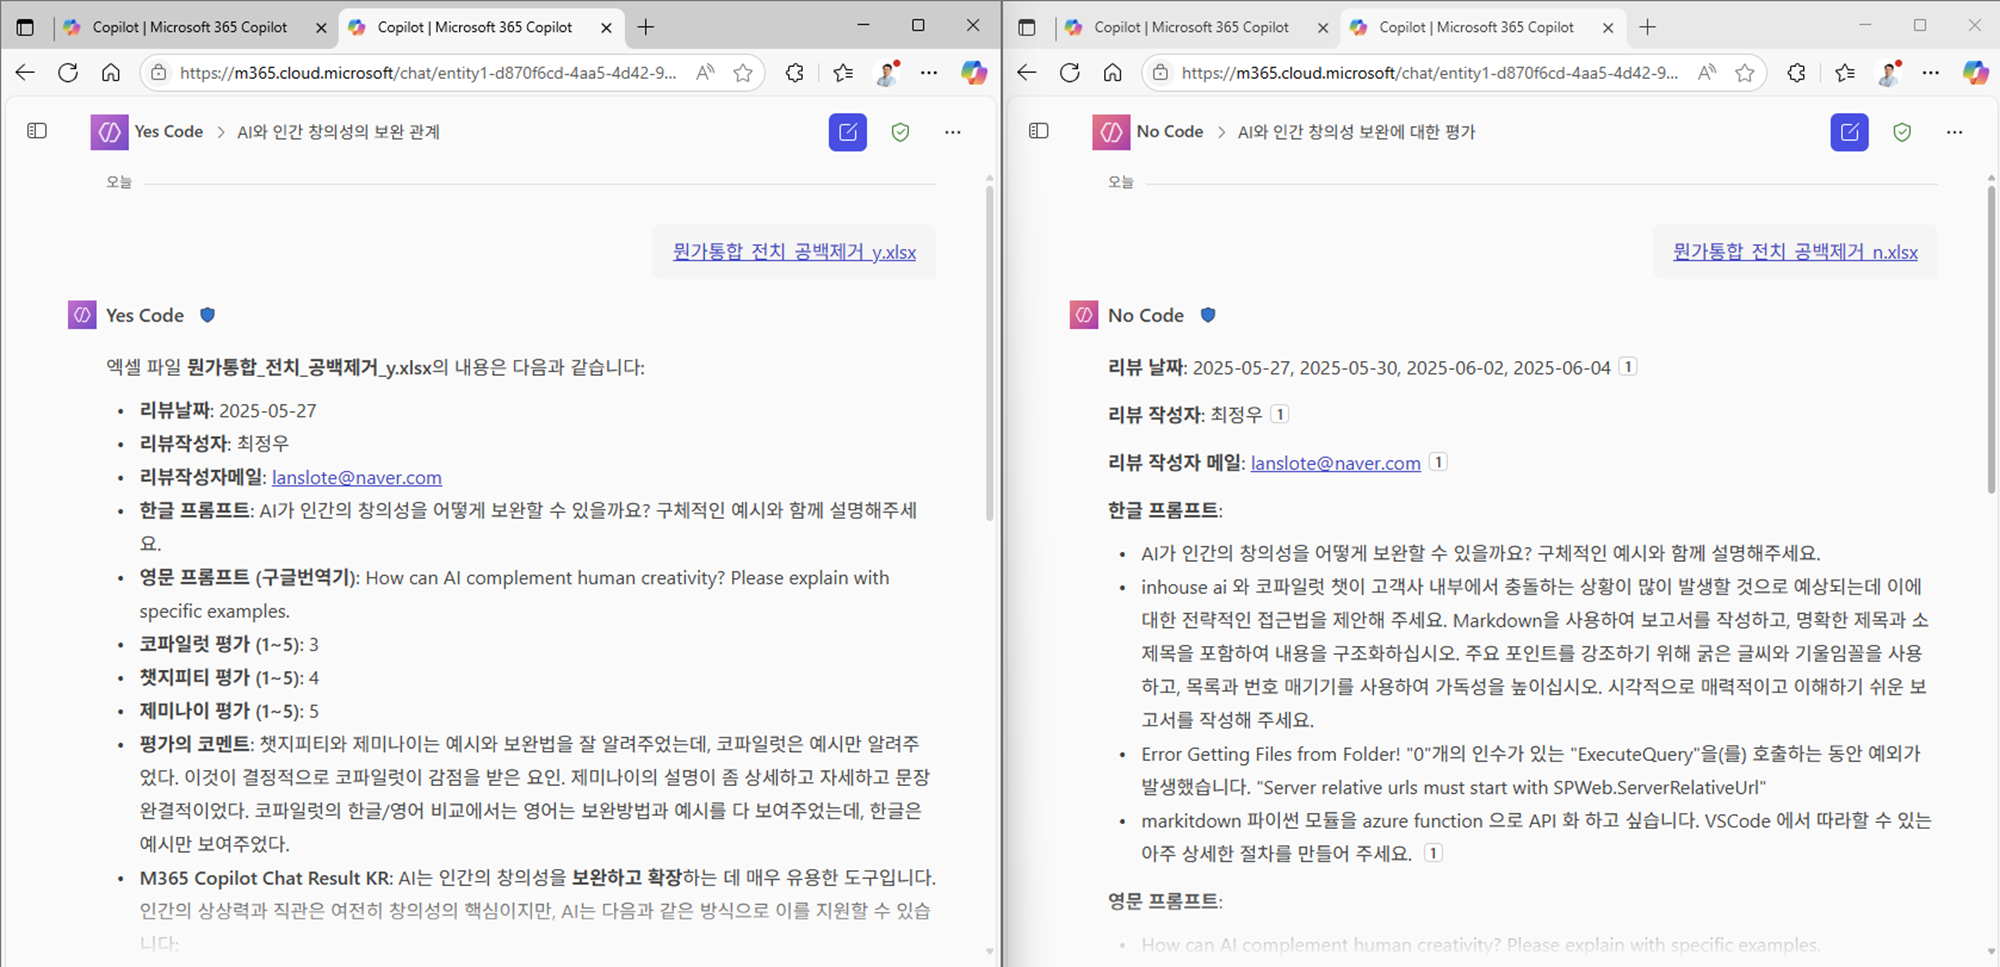 Copilot | Microsoft 365 Copilot
Copilot | Microsoft 365 Copilot
https://m365.cloud.microsoft/chat/entity1-d870f6cd-4aa5-4d42-9...
Yes Code > AI와 인간 창의성의 보완 관계
오늘
뭔가통합_전치_공백제거_y.xlsx
Yes Code
엑셀 파일 뭔가통합_전치_공백제거_y.xlsx의 내용은 다음과 같습니다:
• 리뷰날짜: 2025-05-27
• 리뷰작성자: 최정우
• 리뷰작성자메일: lanslote@naver.com
• 한글 프롬프트: AI가 인간의 창의성을 어떻게 보완할 수 있을까요? 구체적인 예시와 함께 설명해주세
요.
• 영문 프롬프트 (구글번역기): How can AI complement human creativity? Please explain with
specific examples.
• 코파일럿 평가 (1~5): 3
• 챗지피티 평가 (1~5): 4
• 제미나이 평가 (1~5): 5
• 평가의 코멘트: 챗지피티와 제미나이는 예시와 보완법을 잘 알려주었는데, 코파일럿은 예시만 알려주
었다. 이것이 결정적으로 코파일럿이 감점을 받은 요인. 제미나이의 설명이 좀 상세하고 자세하고 문장
완결적이었다. 코파일럿의 한글/영어 비교에서는 영어는 보완방법과 예시를 다 보여주었는데, 한글은
예시만 보여주었다.
• M365 Copilot Chat Result KR: AI는 인간의 창의성을 보완하고 확장하는 데 매우 유용한 도구입니다.
인간의 상상력과 직관은 여전히 창의성의 핵심이지만, AI는 다음과 같은 방식으로 이를 지원할 수 있습
니다:
Copilot | Microsoft 365 Copilot
Copilot | Microsoft 365 Copilot
https://m365.cloud.microsoft/chat/entity1-d870f6cd-4aa5-4d42-9...
No Code > AI와 인간 창의성 보완에 대한 평가
오늘
뭔가통합_전치_공백제거_n.xlsx
No Code
리뷰 날짜: 2025-05-27, 2025-05-30, 2025-06-02, 2025-06-04 1
리뷰 작성자: 최정우 1
리뷰 작성자 메일: lanslote@naver.com 1
한글 프롬프트:
• AI가 인간의 창의성을 어떻게 보완할 수 있을까요? 구체적인 예시와 함께 설명해주세요.
• inhouse ai 와 코파일럿 챗이 고객사 내부에서 충돌하는 상황이 많이 발생할 것으로 예상되는데 이에
대한 전략적인 접근법을 제안해 주세요. Markdown을 사용하여 보고서를 작성하고, 명확한 제목과 소
제목을 포함하여 내용을 구조화하십시오. 주요 포인트를 강조하기 위해 굵은 글씨와 기울임꼴을 사용
하고, 목록과 번호 매기기를 사용하여 가독성을 높이십시오. 시각적으로 매력적이고 이해하기 쉬운 보
고서를 작성해 주세요.
• Error Getting Files from Folder! "0"개의 인수가 있는 "ExecuteQuery"을(를) 호출하는 동안 예외가
발생했습니다. "Server relative urls must start with SPWeb.ServerRelativeUrl"
• markitdown 파이썬 모듈을 azure function 으로 API 화 하고 싶습니다. VSCode 에서 따라할 수 있는
아주 상세한 절차를 만들어 주세요. 1
영문 프롬프트:
• How can AI complement human creativity? Please explain with specific examples.